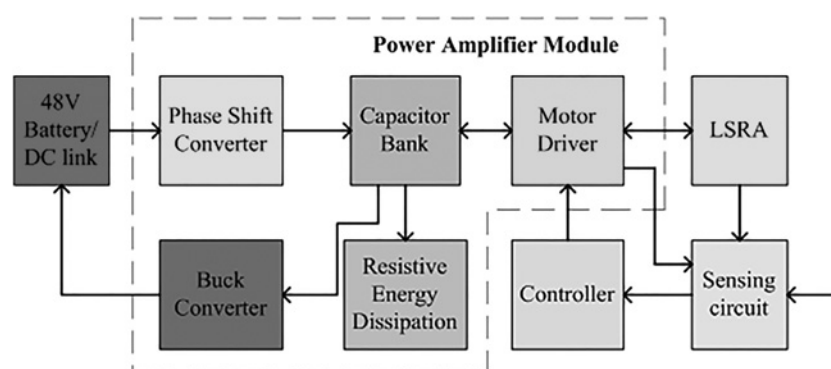 Power Amplifier Module
48V
Battery/
DC link
Phase Shift
Converter
Capacitor
Bank
Motor
Driver
LSRA
Buck
Converter
Resistive
Energy
Dissipation
Controller
Sensing
circuit